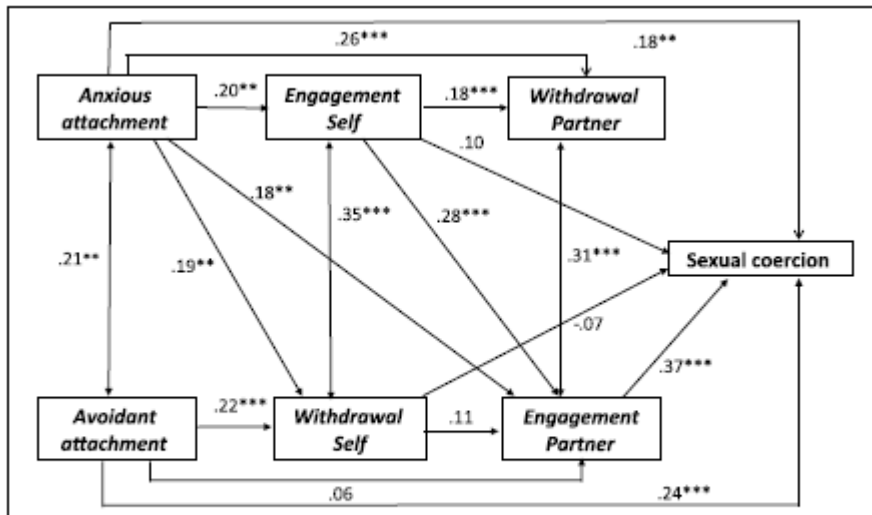 .26***
.18**
Anxious
attachment
.20**
Engagement
Self
.18***
Withdrawal
Partner
.10
.18**
.35***
.28***
.21**
.19**
.31***
Sexual coercion
-.07
.37***
Avoidant
attachment
.22***
Withdrawal
Self
.11
Engagement
Partner
.06
.24***